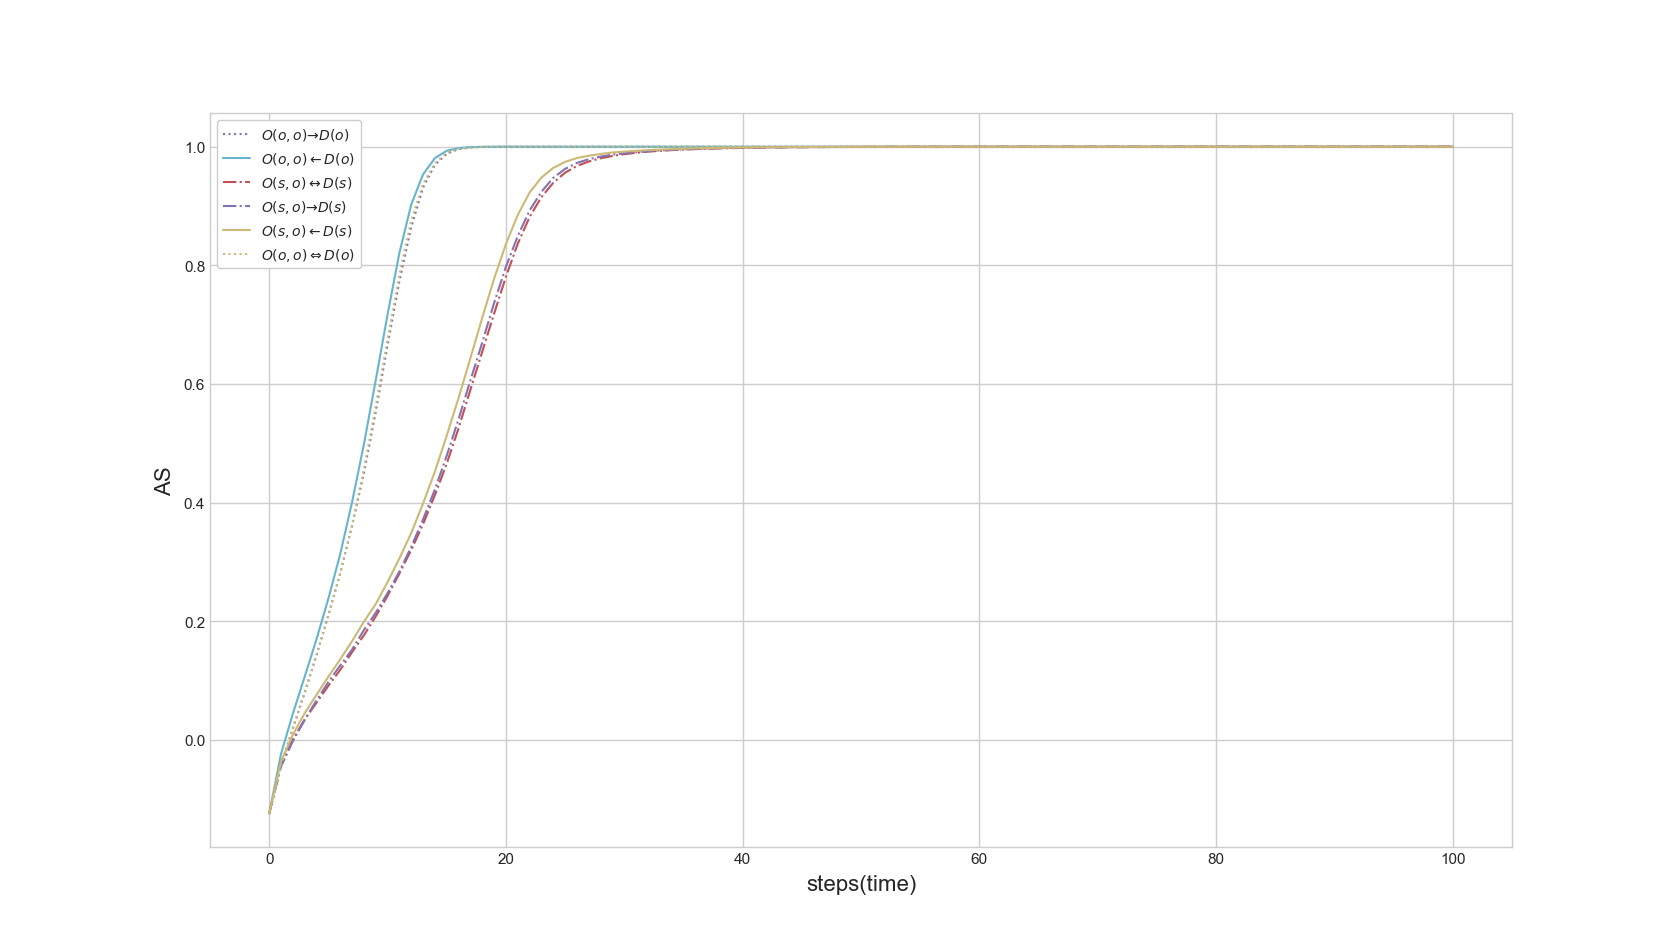 O(o, o)→D(o)
O(o, o)←D(o)
O(s, o)↔D(s)
O(s, o)→D(s)
O(s, o)←D(s)
O(o, o)⇔D(o)
1.0
0.8
0.6
0.4
0.2
0.0
AS
0 20 40 60 80 100
steps(time)